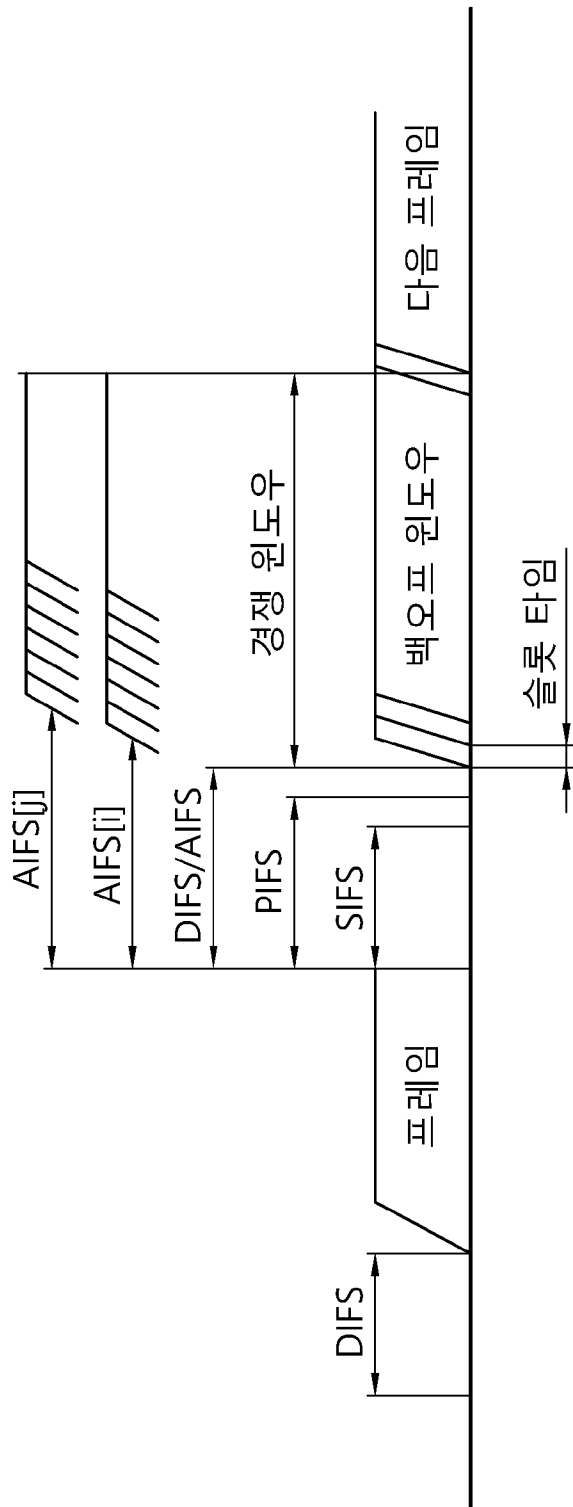 AIFS[j]
AIFS[i]
DIFS/AIFS
경쟁 윈도우
PIFS
DIFS
SIFS
프레임
백오프 윈도우
다음 프레임
슬롯 타임